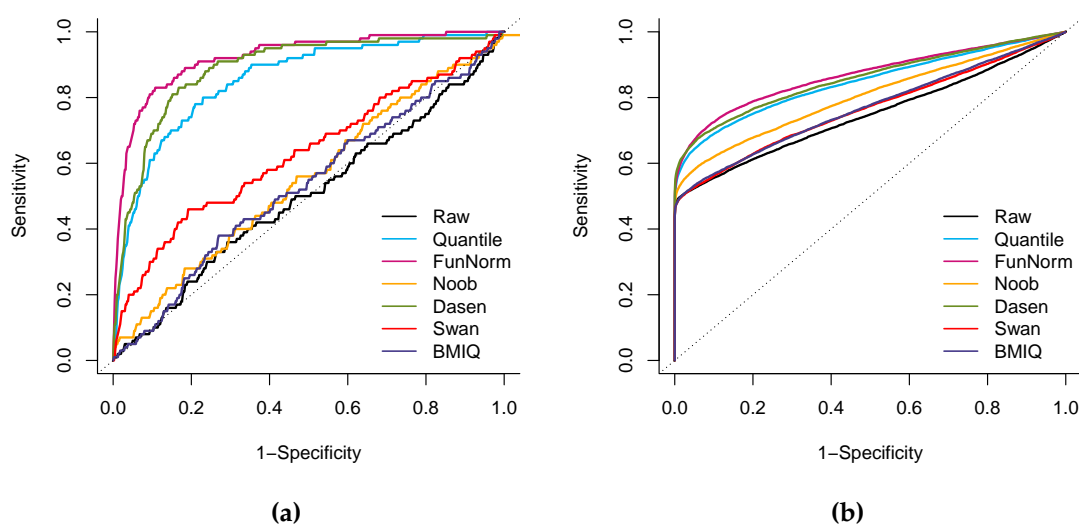 1.0
0.8
0.6
0.4
0.2
0.0
Sensitivity
Raw
Quantile
FunNorm
Noob
Dasen
Swan
BMIQ
0.0 0.2 0.4 0.6 0.8 1.0
1−Specificity
(a)
1.0
0.8
0.6
0.4
0.2
0.0
Sensitivity
Raw
Quantile
FunNorm
Noob
Dasen
Swan
BMIQ
0.0 0.2 0.4 0.6 0.8 1.0
1−Specificity
(b)